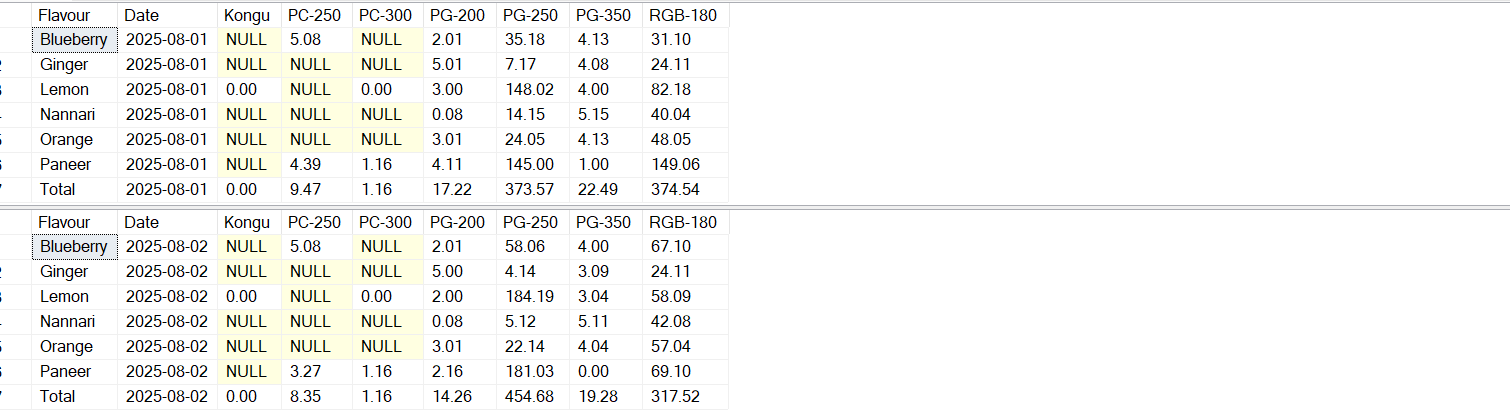 Flavour Date Kongu PC-250 PC-300 PG-200 PG-250 PG-350 RGB-180
Blueberry 2025-08-01 NULL 5.08 NULL 2.01 35.18 4.13 31.10
Ginger 2025-08-01 NULL NULL NULL 5.01 7.17 4.08 24.11
Lemon 2025-08-01 0.00 NULL 0.00 3.00 148.02 4.00 82.18
Nannari 2025-08-01 NULL NULL NULL 0.08 14.15 5.15 40.04
Orange 2025-08-01 NULL NULL NULL 3.01 24.05 4.13 48.05
Paneer 2025-08-01 NULL 4.39 1.16 4.11 145.00 1.00 149.06
Total 2025-08-01 0.00 9.47 1.16 17.22 373.57 22.49 374.54
Flavour Date Kongu PC-250 PC-300 PG-200 PG-250 PG-350 RGB-180
Blueberry 2025-08-02 NULL 5.08 NULL 2.01 58.06 4.00 67.10
Ginger 2025-08-02 NULL NULL NULL 5.00 4.14 3.09 24.11
Lemon 2025-08-02 0.00 NULL 0.00 2.00 184.19 3.04 58.09
Nannari 2025-08-02 NULL NULL NULL 0.08 5.12 5.11 42.08
Orange 2025-08-02 NULL NULL NULL 3.01 22.14 4.04 57.04
Paneer 2025-08-02 NULL 3.27 1.16 2.16 181.03 0.00 69.10
Total 2025-08-02 0.00 8.35 1.16 14.26 454.68 19.28 317.52